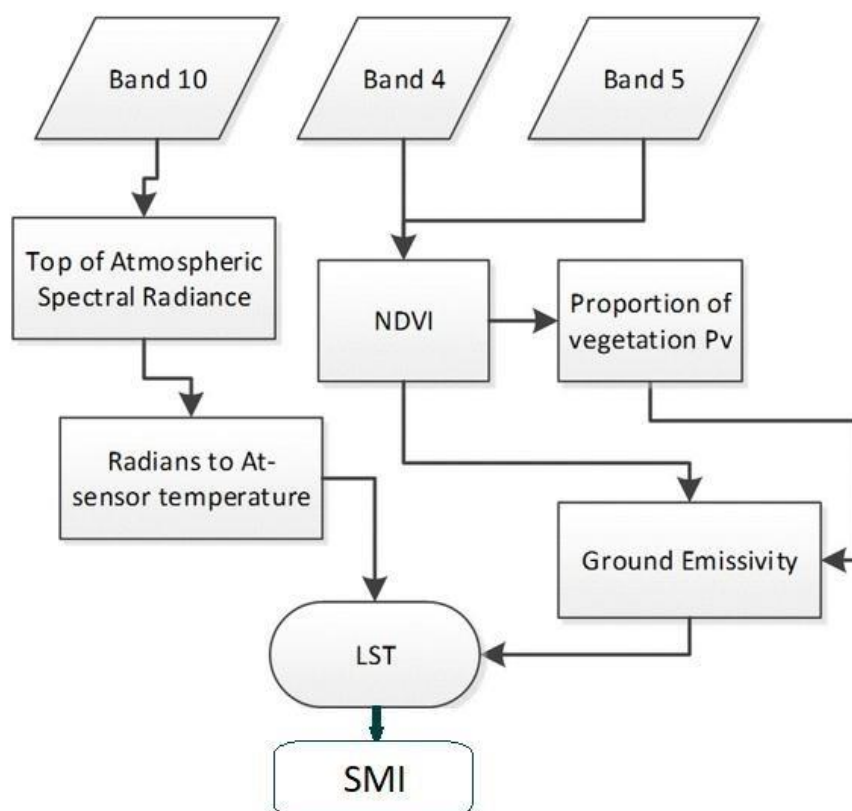 Band 10
Band 4
Band 5
Top of Atmospheric
Spectral Radiance
NDVI
Proportion of
vegetation Pv
Radians to At-
sensor temperature
Ground Emissivity
LST
SMI